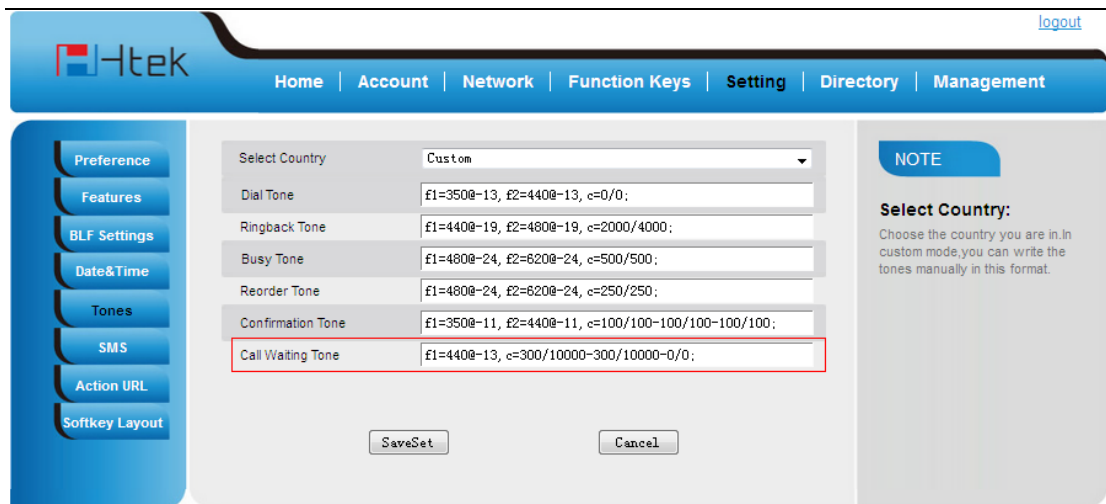 logout
Htek
Home | Account | Network | Function Keys | Setting | Directory | Management
Preference
Features
BLF Settings
Date&Time
Tones
SMS
Action URL
Softkey Layout
Select Country Custom
Dial Tone f1=350@-13, f2=440@-13, c=0/0;
Ringback Tone f1=440@-19, f2=480@-19, c=2000/4000;
Busy Tone f1=480@-24, f2=620@-24, c=500/500;
Reorder Tone f1=480@-24, f2=620@-24, c=250/250;
Confirmation Tone f1=350@-11, f2=440@-11, c=100/100-100/100-100/100;
Call Waiting Tone f1=440@-13, c=300/10000-300/10000-0/0;
SaveSet Cancel
NOTE
Select Country:
Choose the country you are in.In
custom mode,you can write the
tones manually in this format.